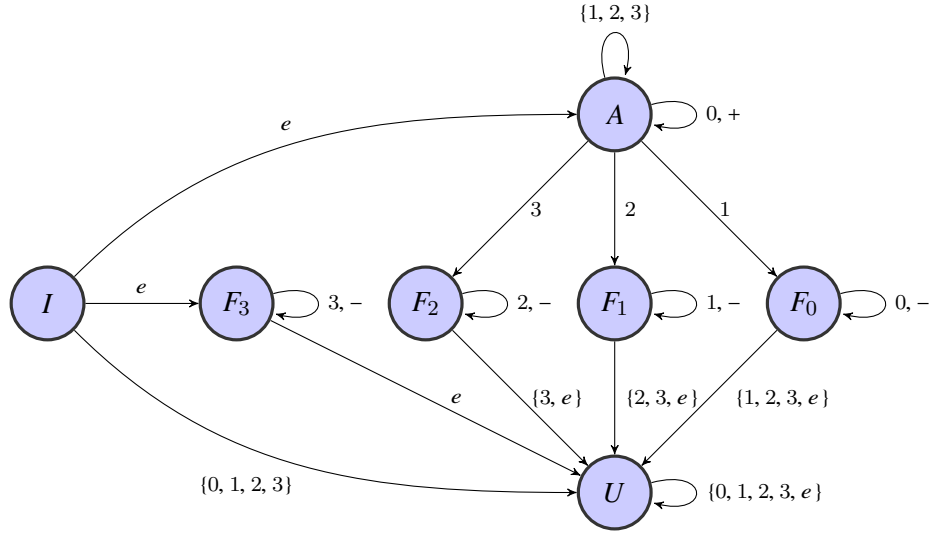 {1, 2, 3}
A
0, +
e
3
2
1
e
I
F₃
3, −
F₂
2, −
F₁
1, −
F₀
0, −
e
{3, e}
{2, 3, e}
{1, 2, 3, e}
{0, 1, 2, 3}
U
{0, 1, 2, 3, e}